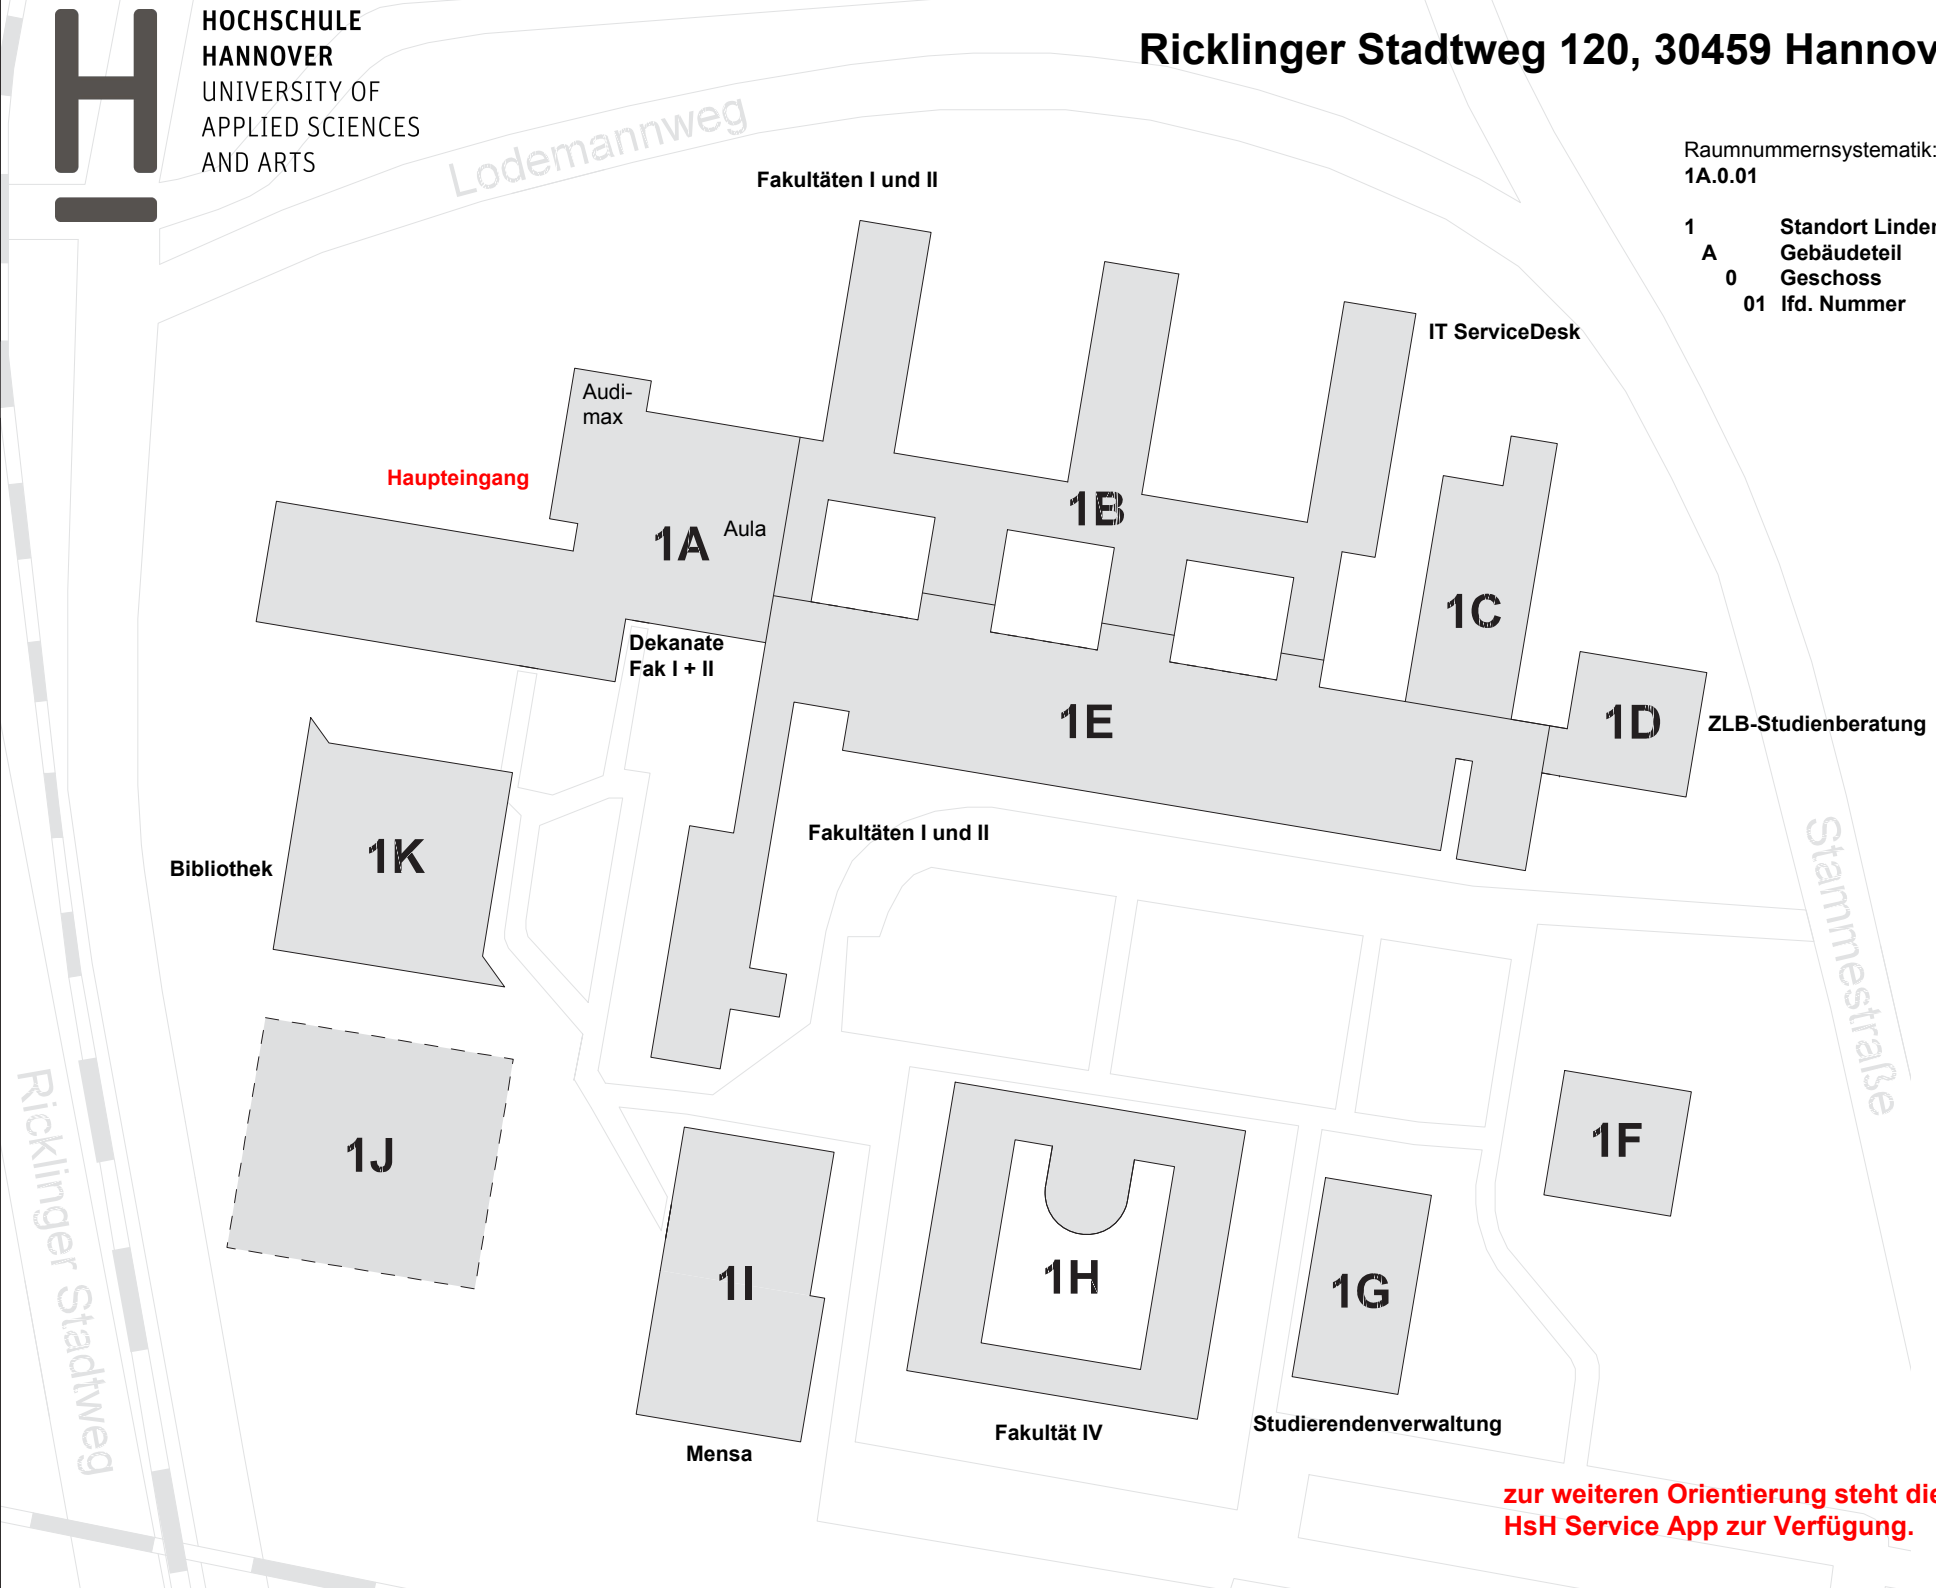 HOCHSCHULE
HANNOVER
UNIVERSITY OF
APPLIED SCIENCES
AND ARTS
Ricklinger Stadtweg 120, 30459 Hannov
Raumnummernsystematik:
1A.0.01
1 Standort Linden
A Gebäudeteil
0 Geschoss
01 lfd. Nummer
Lodemannweg
Fakultäten I und II
IT ServiceDesk
Audi-
max
Haupteingang
1A
Aula
1B
1C
Dekanate
Fak I + II
1E
1D
ZLB-Studienberatung
Fakultäten I und II
1K
Bibliothek
Stammestraße
1J
1F
Ricklinger Stadtweg
1I
1H
1G
Mensa
Fakultät IV
Studierendenverwaltung
zur weiteren Orientierung steht die
HsH Service App zur Verfügung.